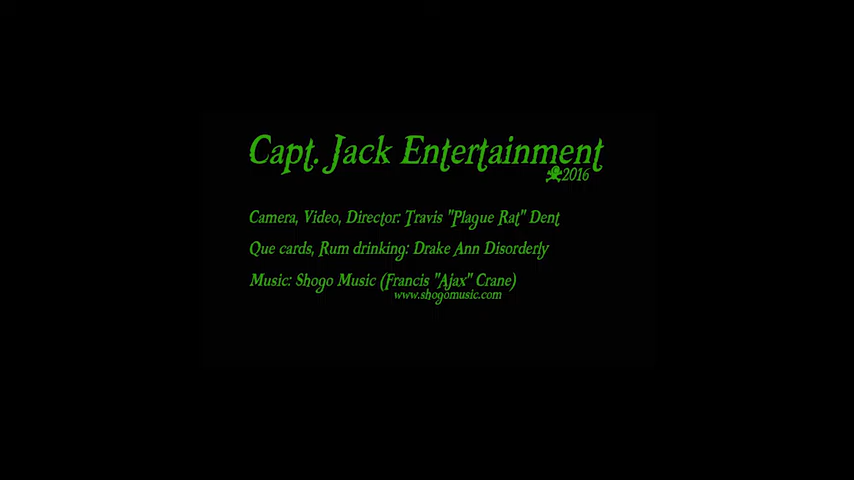 Capt. Jack Entertainment
2016
Camera, Video, Director: Travis "Plague Rat" Dent
Que cards, Rum drinking: Drake Ann Disorderly
Music: Shogo Music (Francis "Ajax" Crane)
www.shogomusic.com